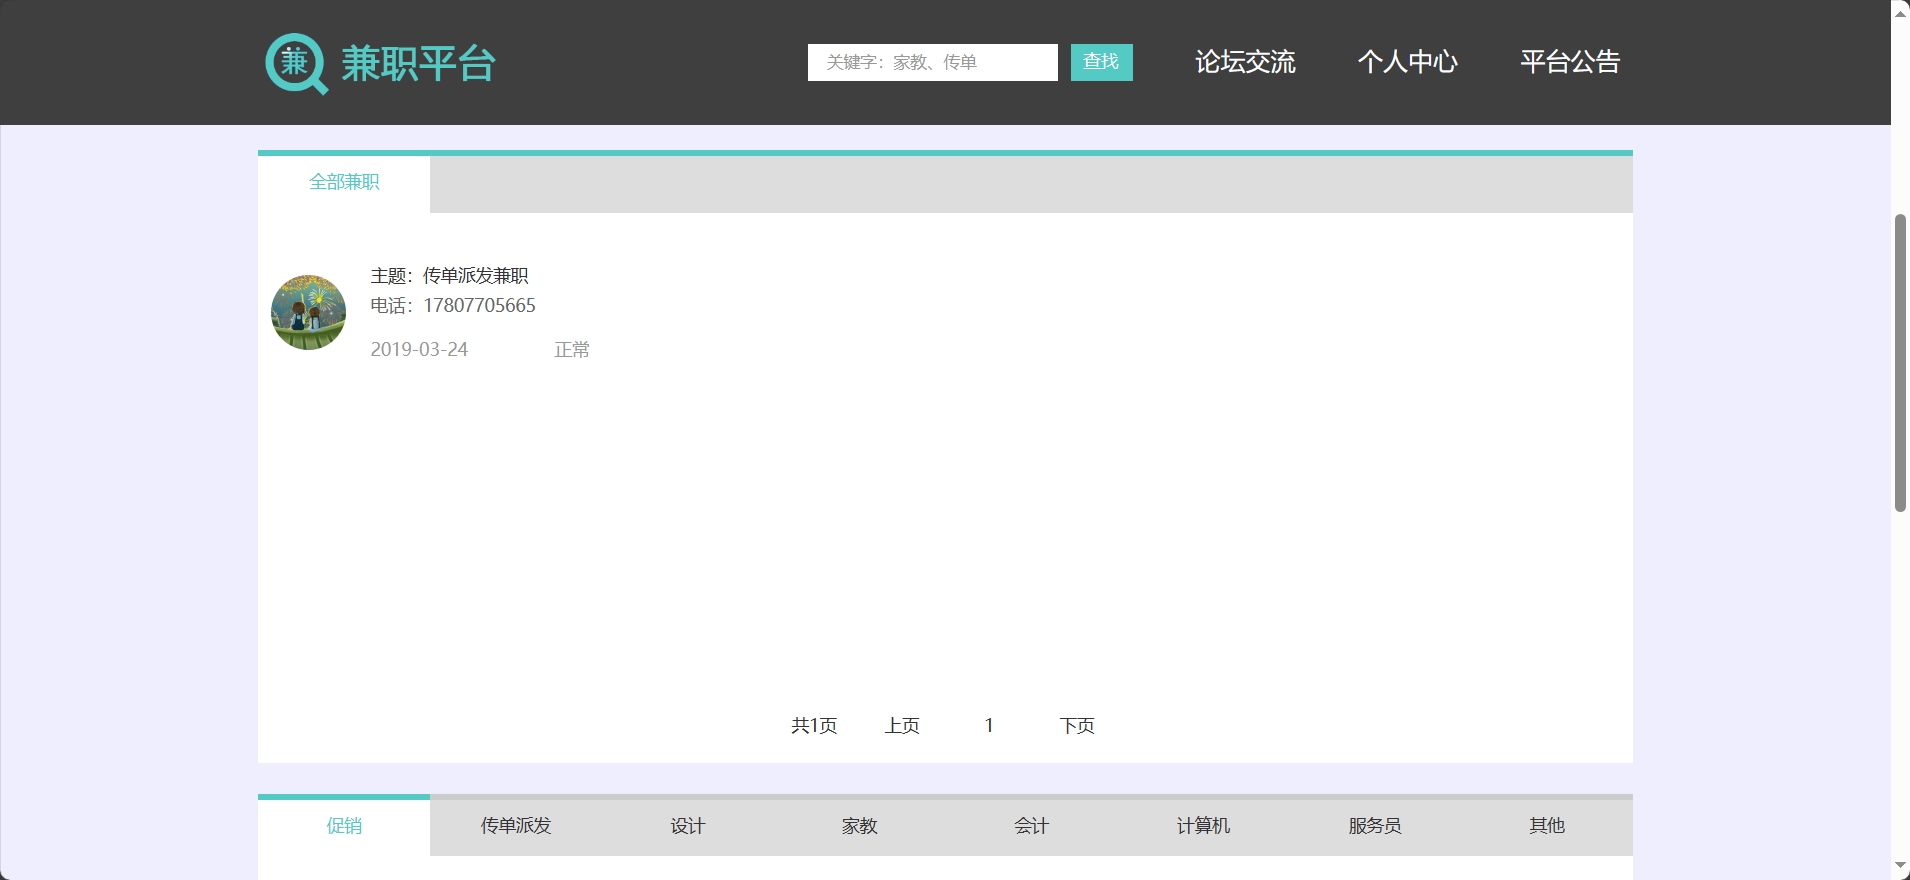 兼 兼职平台 关键字：家教、传单 查找 论坛交流 个人中心 平台公告
全部兼职
主题：传单派发兼职
电话：17807705665
2019-03-24 正常
共1页 上页 1 下页
促销 传单派发 设计 家教 会计 计算机 服务员 其他